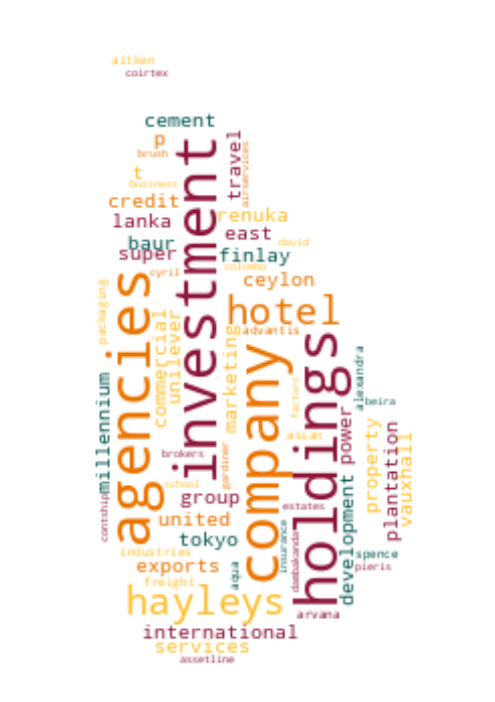 aitken
coirtex
cement
p
brush
t
business
credit
lanka
baur
super
cyril
investment
travel
airservices
renuka
east
david
finlay
colombo
ceylon
hotel
advantis
packaging
agencies
commercial
unilever
marketing
company
holdings
factors
asian
alexandra
beira
millennium
contship
brokers
school
gardiner
group
united
tokyo
power
property
plantation
vauxhall
estates
insurance
dambakanda
development
spence
pieris
industries
exports
freight
aqua
hayleys
arvana
international
services
assetline